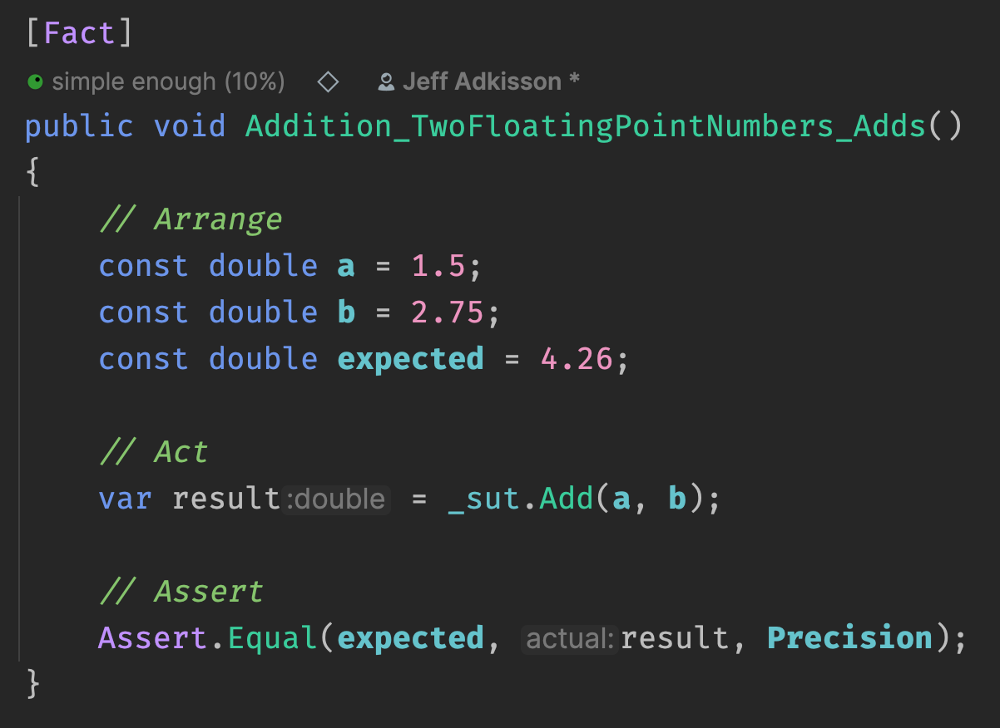 [Fact]
simple enough (10%) Jeff Adkisson *
public void Addition_TwoFloatingPointNumbers_Adds()
{
// Arrange
const double a = 1.5;
const double b = 2.75;
const double expected = 4.26;
// Act
var result:double = _sut.Add(a, b);
// Assert
Assert.Equal(expected, actual:result, Precision);
}